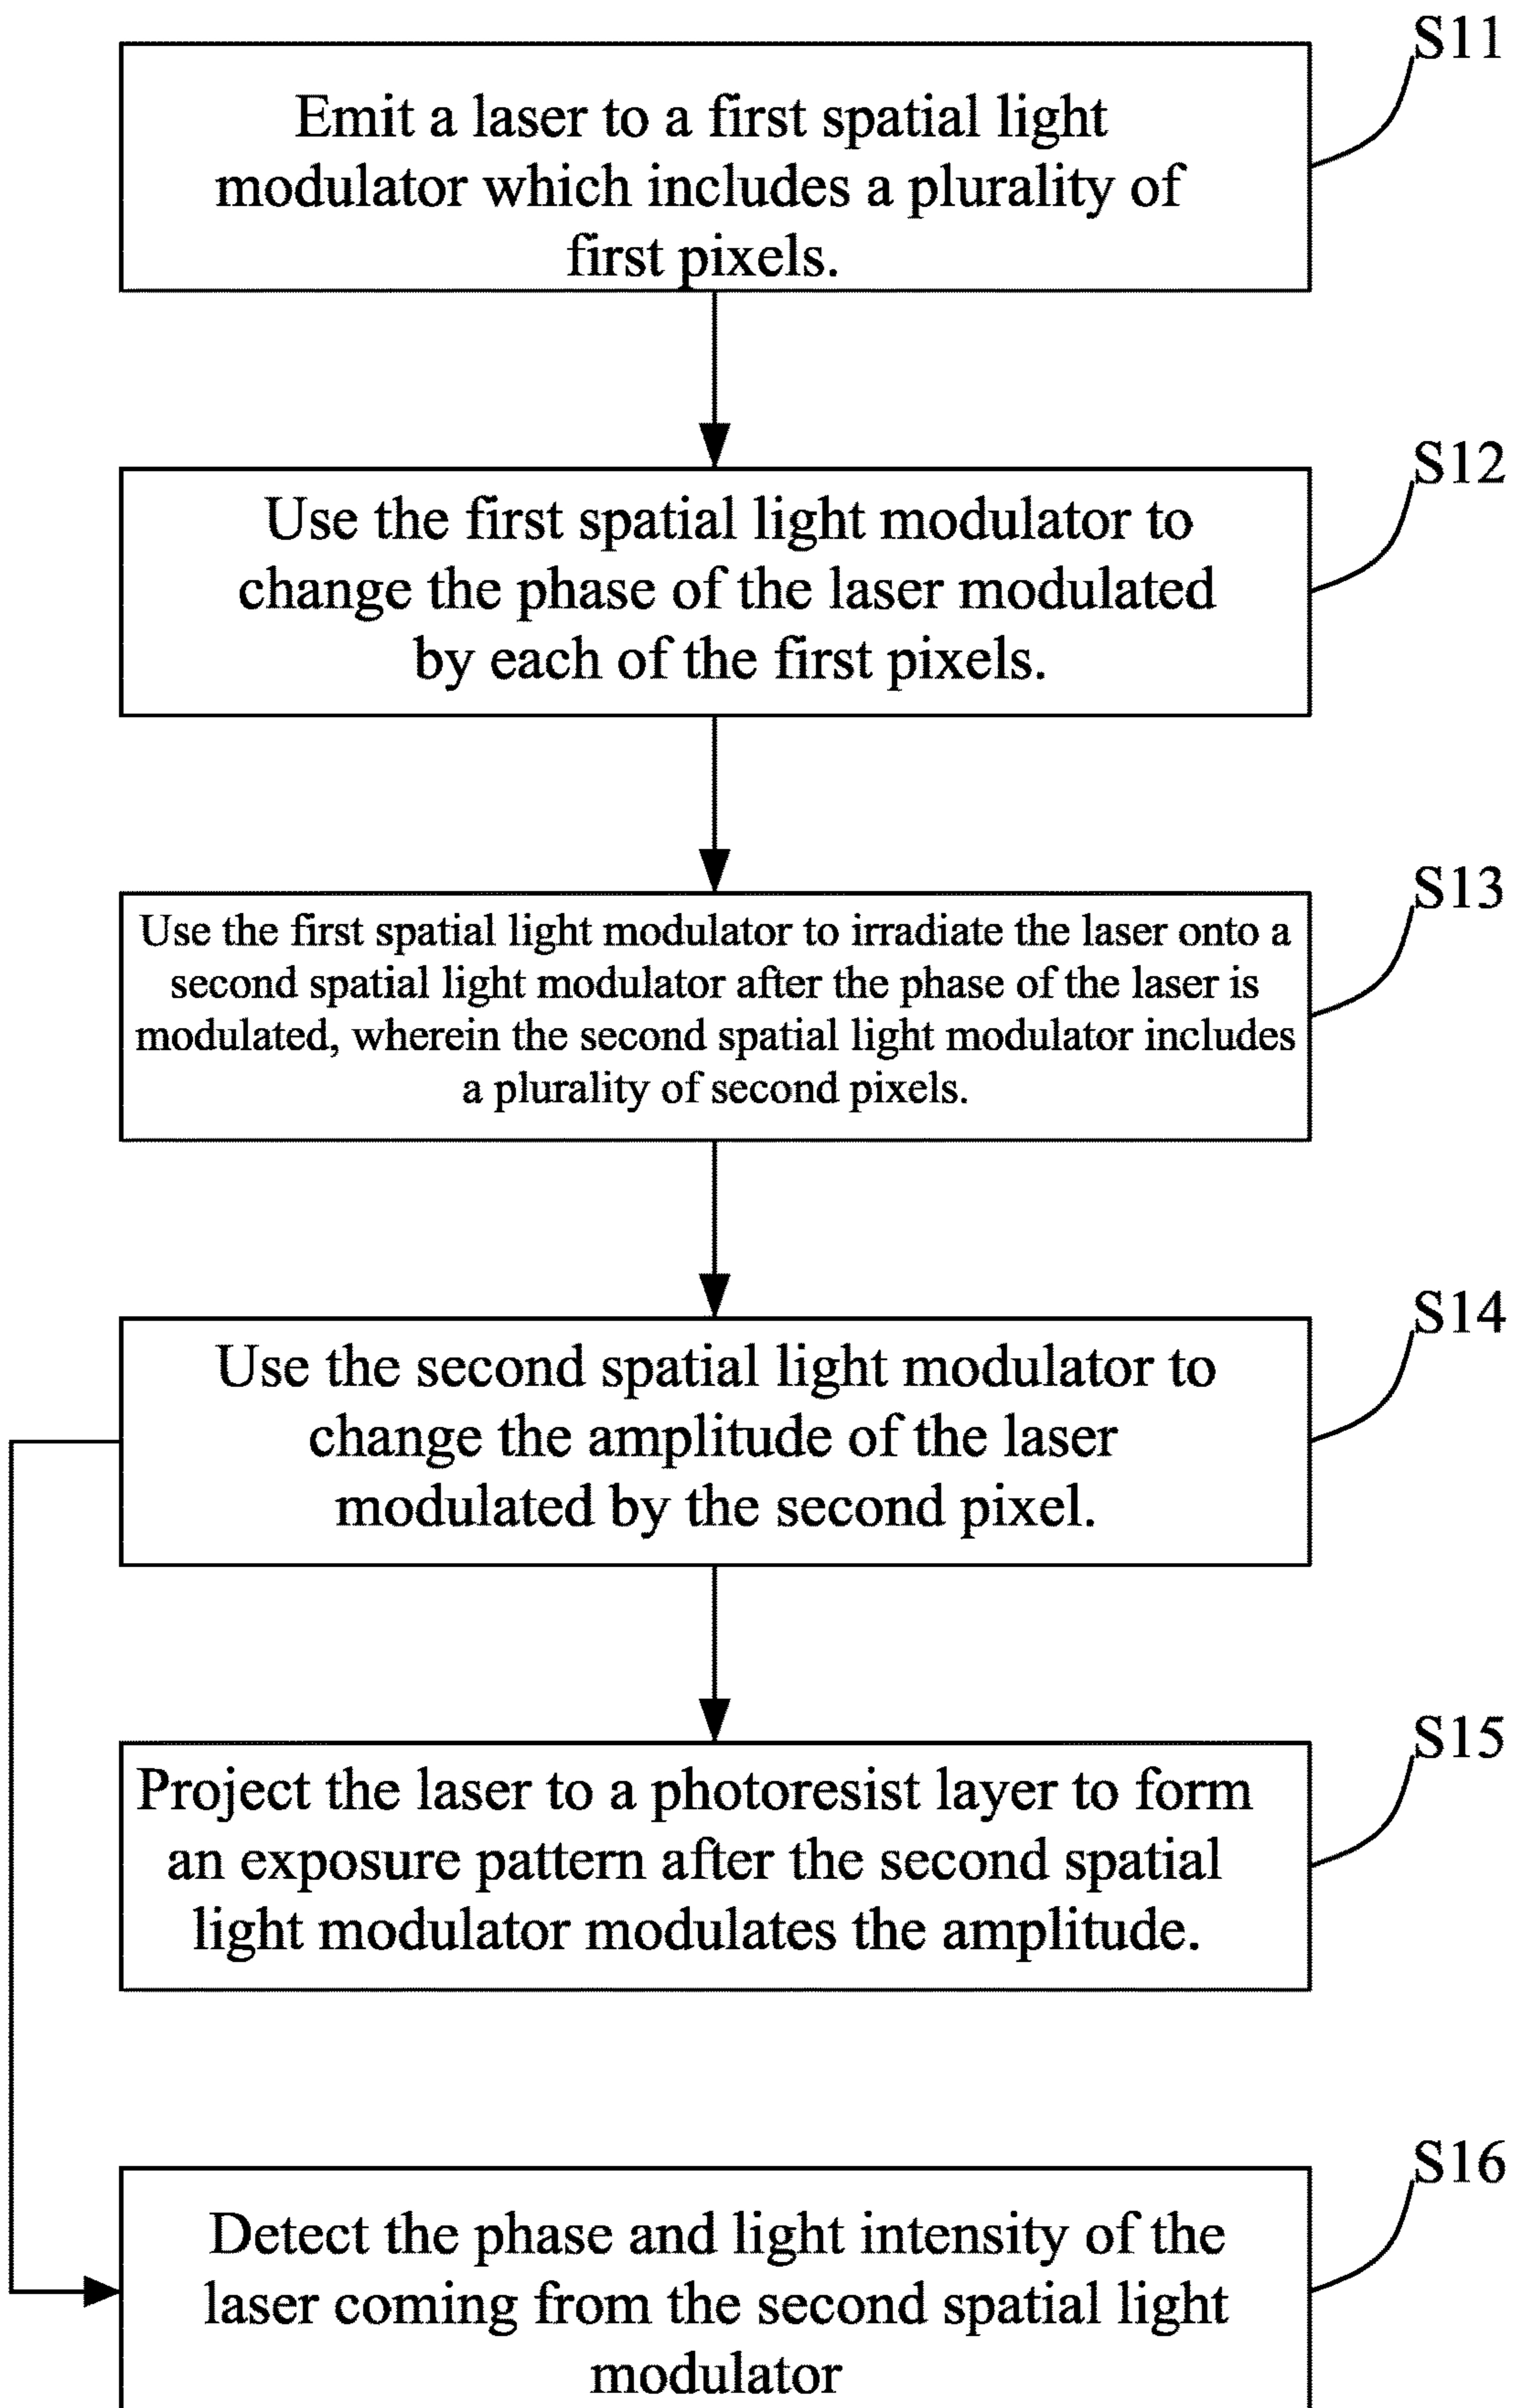 S11
Emit a laser to a first spatial light
modulator which includes a plurality of
first pixels.
S12
Use the first spatial light modulator to
change the phase of the laser modulated
by each of the first pixels.
S13
Use the first spatial light modulator to irradiate the laser onto a
second spatial light modulator after the phase of the laser is
modulated, wherein the second spatial light modulator includes
a plurality of second pixels.
S14
Use the second spatial light modulator to
change the amplitude of the laser
modulated by the second pixel.
S15
Project the laser to a photoresist layer to form
an exposure pattern after the second spatial
light modulator modulates the amplitude.
S16
Detect the phase and light intensity of the
laser coming from the second spatial light
modulator